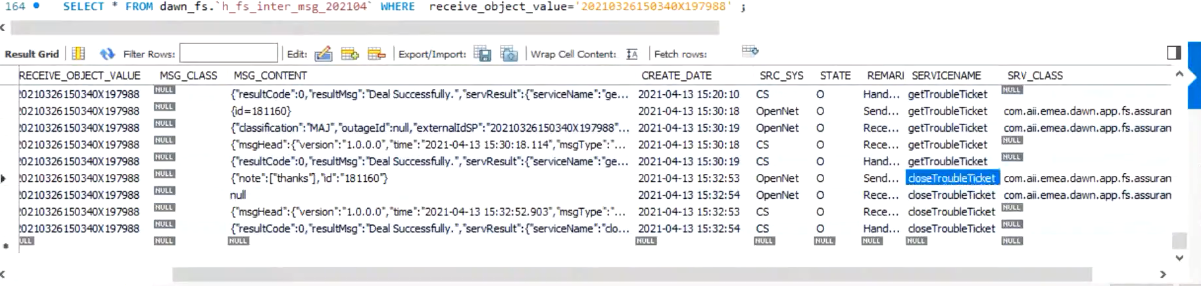 164 SELECT * FROM dawn_fs.`h_fs_inter_msg_202104` WHERE receive_object_value='20210326150340X197988' ;
Result Grid Filter Rows: Edit: Export/Import: Wrap Cell Content: Fetch rows:
RECEIVE_OBJECT_VALUE MSG_CLASS MSG_CONTENT CREATE_DATE SRC_SYS STATE REMARI SERVICENAME SRV_CLASS
20210326150340X197988 NULL {"resultCode":0,"resultMsg":"Deal Successfully.","servResult":{"serviceName":"ge... 2021-04-13 15:20:10 CS O Hand... getTroubleTicket NULL
20210326150340X197988 NULL {id=181160} 2021-04-13 15:30:18 OpenNet O Send... getTroubleTicket com.aii.emea.dawn.app.fs.assuran
20210326150340X197988 NULL {"classification":"MAJ","outageId":null,"externalIdSP":"20210326150340X197988"... 2021-04-13 15:30:19 OpenNet O Rece... getTroubleTicket com.aii.emea.dawn.app.fs.assuran
20210326150340X197988 NULL {"msgHead":{"version":"1.0.0.0","time":"2021-04-13 15:30:18.114","msgType":"... 2021-04-13 15:30:18 CS O Rece... getTroubleTicket NULL
20210326150340X197988 NULL {"resultCode":0,"resultMsg":"Deal Successfully.","servResult":{"serviceName":"ge... 2021-04-13 15:30:19 CS O Hand... getTroubleTicket NULL
20210326150340X197988 NULL {"note":["thanks"],"id":"181160"} 2021-04-13 15:32:53 OpenNet O Send... closeTroubleTicket com.aii.emea.dawn.app.fs.assuran
20210326150340X197988 NULL null 2021-04-13 15:32:54 OpenNet O Rece... closeTroubleTicket com.aii.emea.dawn.app.fs.assuran
20210326150340X197988 NULL {"msgHead":{"version":"1.0.0.0","time":"2021-04-13 15:32:52.903","msgType":"... 2021-04-13 15:32:53 CS O Rece... closeTroubleTicket NULL
20210326150340X197988 NULL {"resultCode":0,"resultMsg":"Deal Successfully.","servResult":{"serviceName":"clo... 2021-04-13 15:32:54 CS O Hand... closeTroubleTicket NULL
NULL NULL NULL NULL NULL NULL NULL NULL NULL